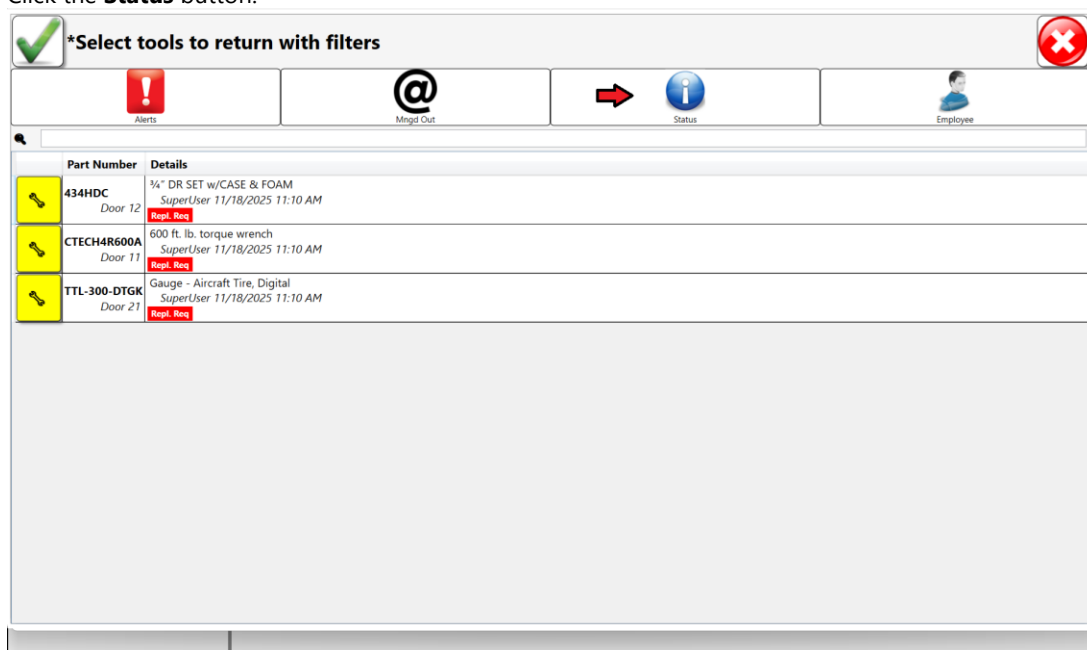 Click the Status button.
*Select tools to return with filters
Alerts
Mngd Out
Status
Employee
Part Number Details
434HDC
Door 12
¾" DR SET w/CASE & FOAM
SuperUser 11/18/2025 11:10 AM
Repl. Req
CTECH4R600A
Door 11
600 ft. lb. torque wrench
SuperUser 11/18/2025 11:10 AM
Repl. Req
TTL-300-DTGK
Door 21
Gauge - Aircraft Tire, Digital
SuperUser 11/18/2025 11:10 AM
Repl. Req